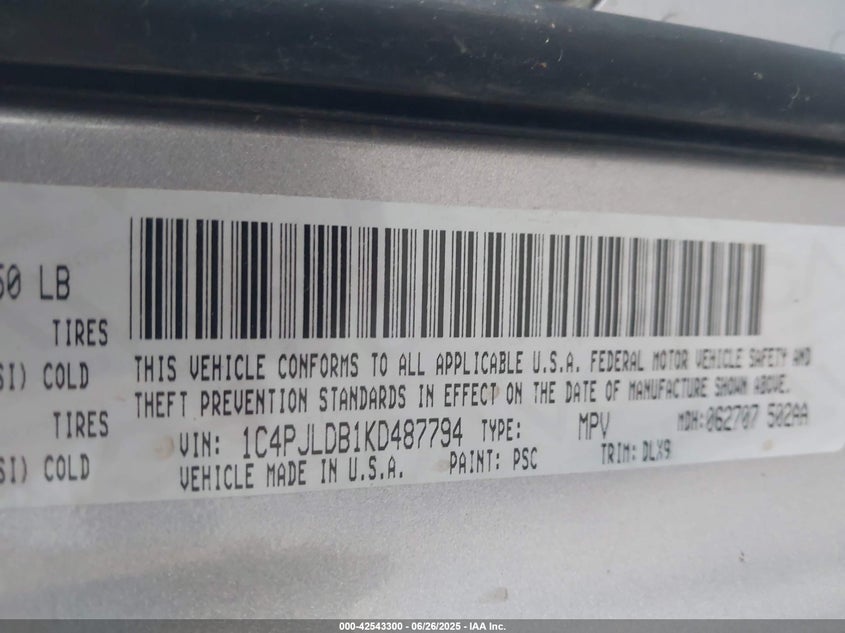 50 LB
TIRES
SI) COLD
TIRES
SI) COLD
THIS VEHICLE CONFORMS TO ALL APPLICABLE U.S.A. FEDERAL MOTOR VEHICLE SAFETY AND
THEFT PREVENTION STANDARDS IN EFFECT ON THE DATE OF MANUFACTURE SHOWN ABOVE.
VIN: 1C4PJLDB1KD487794 TYPE: MPV MDH:062707 502AA
VEHICLE MADE IN U.S.A. PAINT: PSC TRIM: DLX9
000-42543300 - 06/26/2025 - IAA Inc.